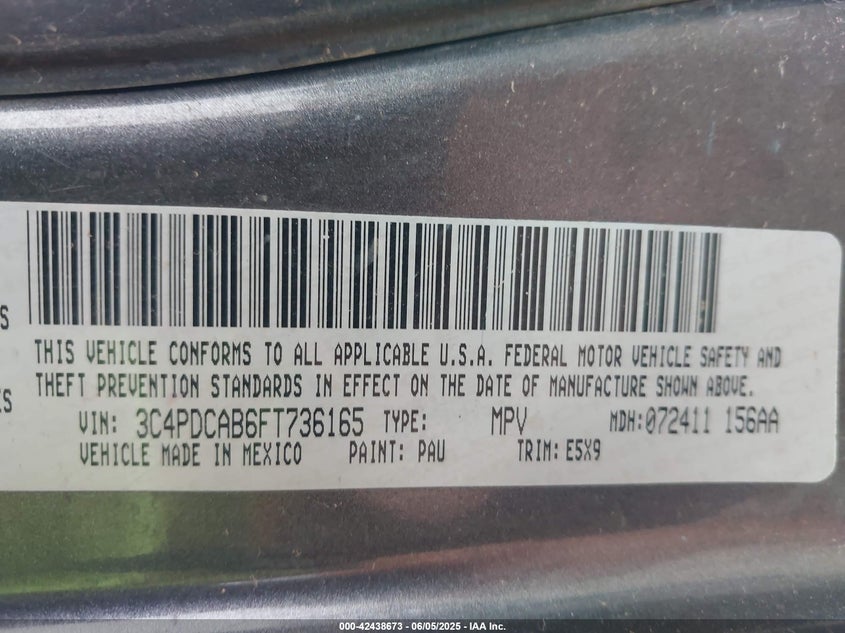 THIS VEHICLE CONFORMS TO ALL APPLICABLE U.S.A. FEDERAL MOTOR VEHICLE SAFETY AND
THEFT PREVENTION STANDARDS IN EFFECT ON THE DATE OF MANUFACTURE SHOWN ABOVE.
VIN: 3C4PDCAB6FT736165 TYPE: MPV MDH:072411 156AA
VEHICLE MADE IN MEXICO PAINT: PAU TRIM: E5X9
000-42438673 - 06/05/2025 - IAA Inc.